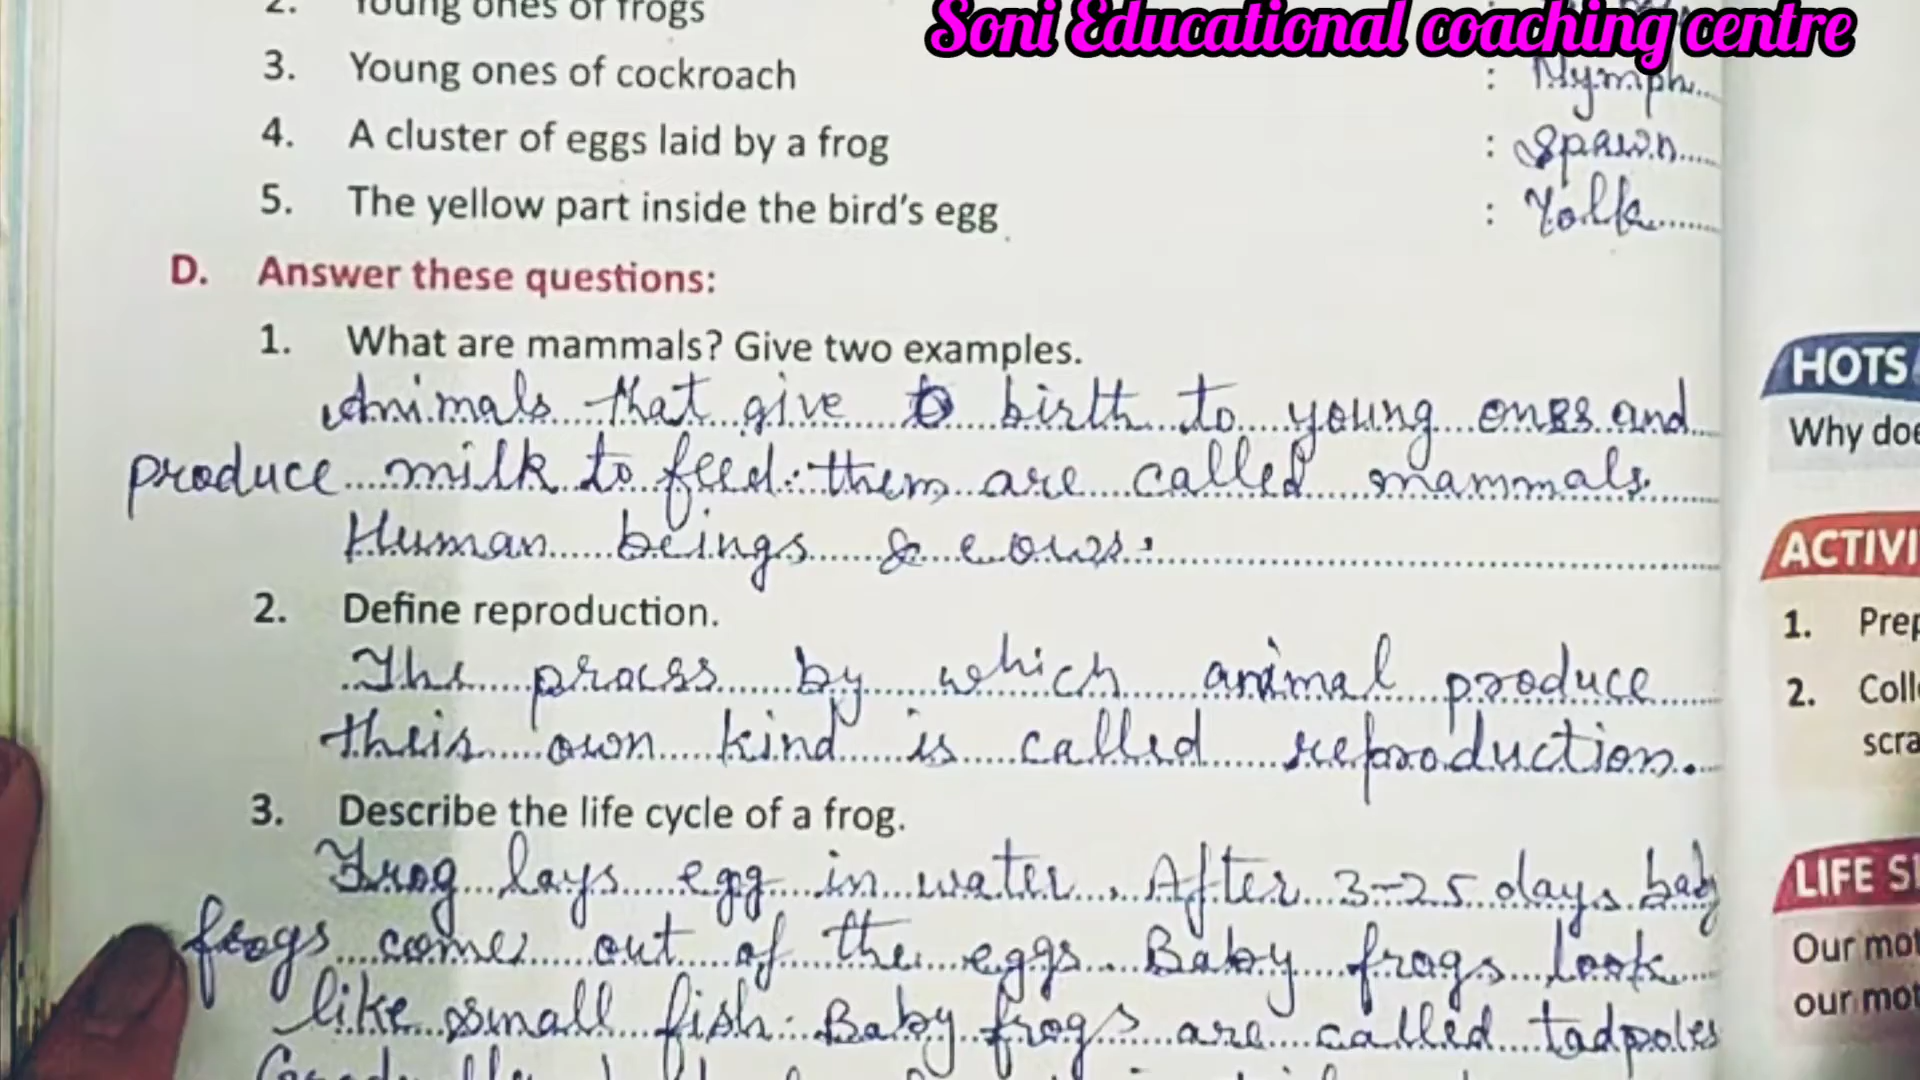 Soni Educational coaching centre
2. Young ones of frogs :
3. Young ones of cockroach : Nymph
4. A cluster of eggs laid by a frog : Spawn
5. The yellow part inside the bird's egg : Yolk
D. Answer these questions:
1. What are mammals? Give two examples.
Animals that give birth to young ones and
produce milk to feed them are called mammals.
Human beings & cows.
2. Define reproduction.
The process by which animal produce
their own kind is called reproduction.
3. Describe the life cycle of a frog.
Frog lays egg in water. After 3-25 days baby
frogs come out of the eggs. Baby frogs look
like small fish. Baby frogs are called tadpoles
HOTS
Why doe
ACTIVI
1. Prep
2. Coll
scra
LIFE S
Our mot
our mot